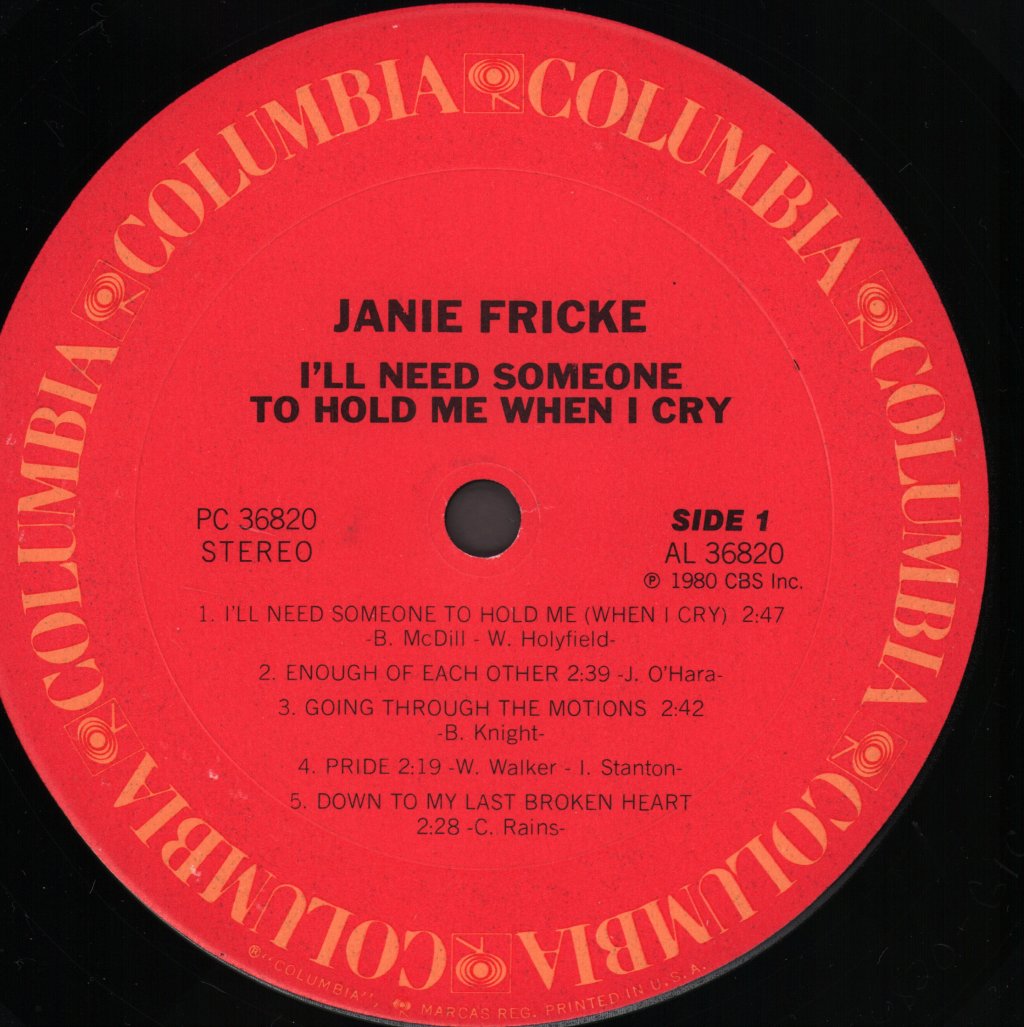 COLUMBIA COLUMBIA COLUMBIA COLUMBIA COLUMBIA COLUMBIA COLUMBIA COLUMBIA
JANIE FRICKE
I'LL NEED SOMEONE
TO HOLD ME WHEN I CRY
PC 36820
STEREO
SIDE 1
AL 36820
℗ 1980 CBS Inc.
1. I'LL NEED SOMEONE TO HOLD ME (WHEN I CRY) 2:47
-B. McDill - W. Holyfield-
2. ENOUGH OF EACH OTHER 2:39 -J. O'Hara-
3. GOING THROUGH THE MOTIONS 2:42
-B. Knight-
4. PRIDE 2:19 -W. Walker - I. Stanton-
5. DOWN TO MY LAST BROKEN HEART
2:28 -C. Rains-
®"COLUMBIA", MARCAS REG. PRINTED IN U.S.A.